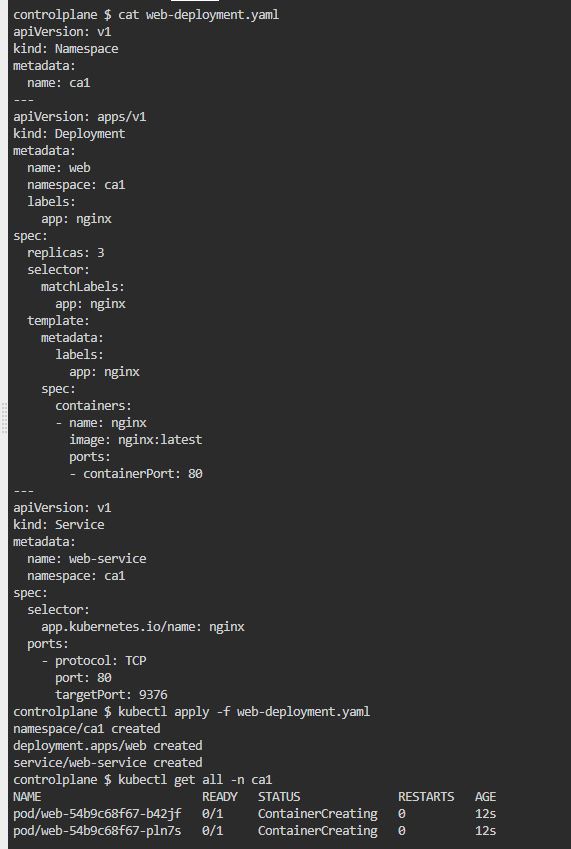 controlplane $ cat web-deployment.yaml
apiVersion: v1
kind: Namespace
metadata:
  name: ca1
---
apiVersion: apps/v1
kind: Deployment
metadata:
  name: web
  namespace: ca1
  labels:
    app: nginx
spec:
  replicas: 3
  selector:
    matchLabels:
      app: nginx
  template:
    metadata:
      labels:
        app: nginx
    spec:
      containers:
      - name: nginx
        image: nginx:latest
        ports:
        - containerPort: 80
---
apiVersion: v1
kind: Service
metadata:
  name: web-service
  namespace: ca1
spec:
  selector:
    app.kubernetes.io/name: nginx
  ports:
    - protocol: TCP
      port: 80
      targetPort: 9376
controlplane $ kubectl apply -f web-deployment.yaml
namespace/ca1 created
deployment.apps/web created
service/web-service created
controlplane $ kubectl get all -n ca1
NAME                       READY   STATUS              RESTARTS   AGE
pod/web-54b9c68f67-b42jf   0/1     ContainerCreating   0          12s
pod/web-54b9c68f67-pln7s   0/1     ContainerCreating   0          12s